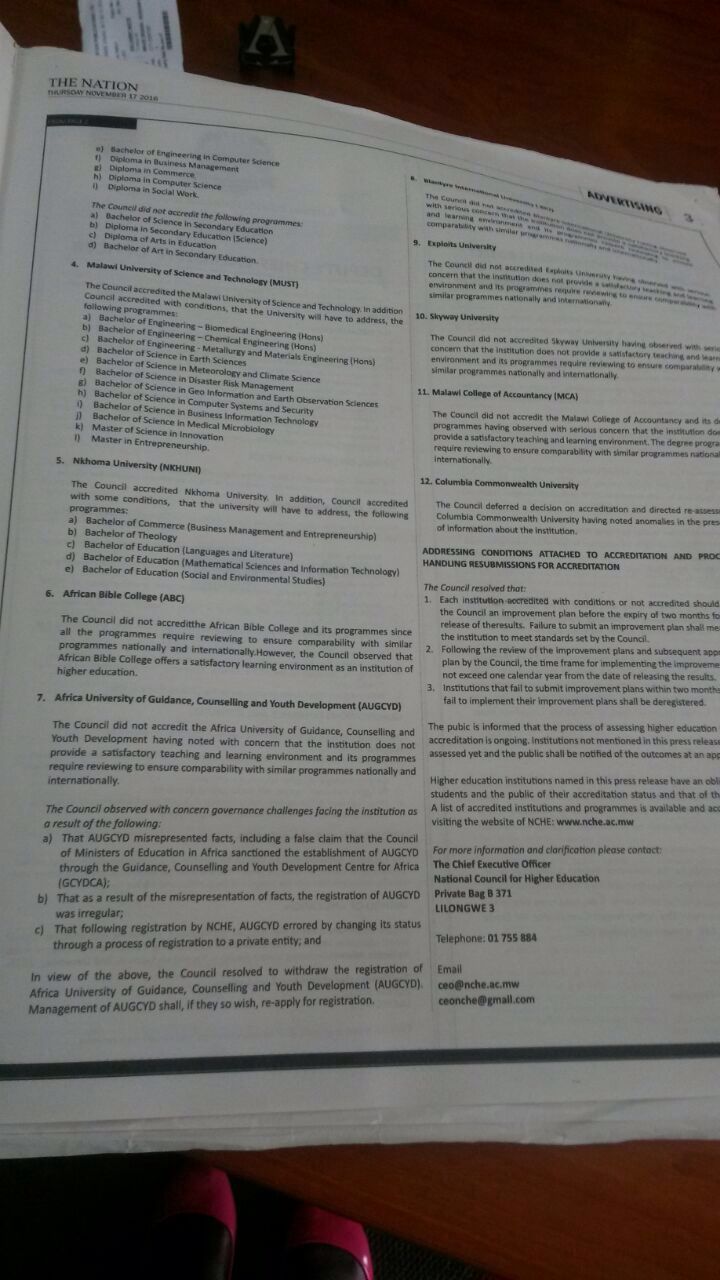 THE NATION
THURSDAY NOVEMBER 17 2016
ADVERTISING 3
e) Bachelor of Engineering in Computer Science
f) Diploma in Business Management
g) Diploma in Commerce
h) Diploma in Computer Science
i) Diploma in Social Work.
The Council did not accredit the following programmes:
a) Bachelor of Science in Secondary Education
b) Diploma in Secondary Education (Science)
c) Diploma of Arts in Education
d) Bachelor of Art in Secondary Education.
4. Malawi University of Science and Technology (MUST)
The Council accredited the Malawi University of Science and Technology. In addition
Council accredited with conditions, that the University will have to address, the
following programmes:
a) Bachelor of Engineering – Biomedical Engineering (Hons)
b) Bachelor of Engineering – Chemical Engineering (Hons)
c) Bachelor of Engineering - Metallurgy and Materials Engineering (Hons)
d) Bachelor of Science in Earth Sciences
e) Bachelor of Science in Meteorology and Climate Science
f) Bachelor of Science in Disaster Risk Management
g) Bachelor of Science in Geo Information and Earth Observation Sciences
h) Bachelor of Science in Computer Systems and Security
i) Bachelor of Science in Business Information Technology
j) Bachelor of Science in Medical Microbiology
k) Master of Science in Innovation
l) Master in Entrepreneurship.
5. Nkhoma University (NKHUNI)
The Council accredited Nkhoma University. In addition, Council accredited
with some conditions, that the university will have to address, the following
programmes:
a) Bachelor of Commerce (Business Management and Entrepreneurship)
b) Bachelor of Theology
c) Bachelor of Education (Languages and Literature)
d) Bachelor of Education (Mathematical Sciences and Information Technology)
e) Bachelor of Education (Social and Environmental Studies)
6. African Bible College (ABC)
The Council did not accreditthe African Bible College and its programmes since
all the programmes require reviewing to ensure comparability with similar
programmes nationally and internationally.However, the Council observed that
African Bible College offers a satisfactory learning environment as an institution of
higher education.
7. Africa University of Guidance, Counselling and Youth Development (AUGCYD)
The Council did not accredit the Africa University of Guidance, Counselling and
Youth Development having noted with concern that the institution does not
provide a satisfactory teaching and learning environment and its programmes
require reviewing to ensure comparability with similar programmes nationally and
internationally.
The Council observed with concern governance challenges facing the institution as
a result of the following:
a) That AUGCYD misrepresented facts, including a false claim that the Council
of Ministers of Education in Africa sanctioned the establishment of AUGCYD
through the Guidance, Counselling and Youth Development Centre for Africa
(GCYDCA);
b) That as a result of the misrepresentation of facts, the registration of AUGCYD
was irregular;
c) That following registration by NCHE, AUGCYD errored by changing its status
through a process of registration to a private entity; and
In view of the above, the Council resolved to withdraw the registration of
Africa University of Guidance, Counselling and Youth Development (AUGCYD).
Management of AUGCYD shall, if they so wish, re-apply for registration.
8. Blantyre International University
The Council did not accredited Blantyre International University having observed
with serious concern that the institution does not provide a satisfactory teaching
and learning environment and its programmes require reviewing to ensure
comparability with similar programmes nationally and internationally.
9. Exploits University
The Council did not accredited Exploits University having observed with serious
concern that the institution does not provide a satisfactory teaching and learning
environment and its programmes require reviewing to ensure comparability with
similar programmes nationally and internationally.
10. Skyway University
The Council did not accredited Skyway University having observed with serio
concern that the institution does not provide a satisfactory teaching and learn
environment and its programmes require reviewing to ensure comparability w
similar programmes nationally and internationally.
11. Malawi College of Accountancy (MCA)
The Council did not accredit the Malawi College of Accountancy and its de
programmes having observed with serious concern that the institution doe
provide a satisfactory teaching and learning environment. The degree progra
require reviewing to ensure comparability with similar programmes national
internationally.
12. Columbia Commonwealth University
The Council deferred a decision on accreditation and directed re-assess
Columbia Commonwealth University having noted anomalies in the pres
of information about the institution.
ADDRESSING CONDITIONS ATTACHED TO ACCREDITATION AND PROC
HANDLING RESUBMISSIONS FOR ACCREDITATION
The Council resolved that:
1. Each institution accredited with conditions or not accredited should
the Council an improvement plan before the expiry of two months fo
release of theresults. Failure to submit an improvement plan shall me
the institution to meet standards set by the Council.
2. Following the review of the improvement plans and subsequent appr
plan by the Council, the time frame for implementing the improveme
not exceed one calendar year from the date of releasing the results.
3. Institutions that fail to submit improvement plans within two months
fail to implement their improvement plans shall be deregistered.
The pubic is informed that the process of assessing higher education
accreditation is ongoing. Institutions not mentioned in this press release
assessed yet and the public shall be notified of the outcomes at an app
Higher education institutions named in this press release have an obli
students and the public of their accreditation status and that of th
A list of accredited institutions and programmes is available and acc
visiting the website of NCHE: www.nche.ac.mw
For more information and clarification please contact:
The Chief Executive Officer
National Council for Higher Education
Private Bag B 371
LILONGWE 3
Telephone: 01 755 884
Email
ceo@nche.ac.mw
ceonche@gmail.com